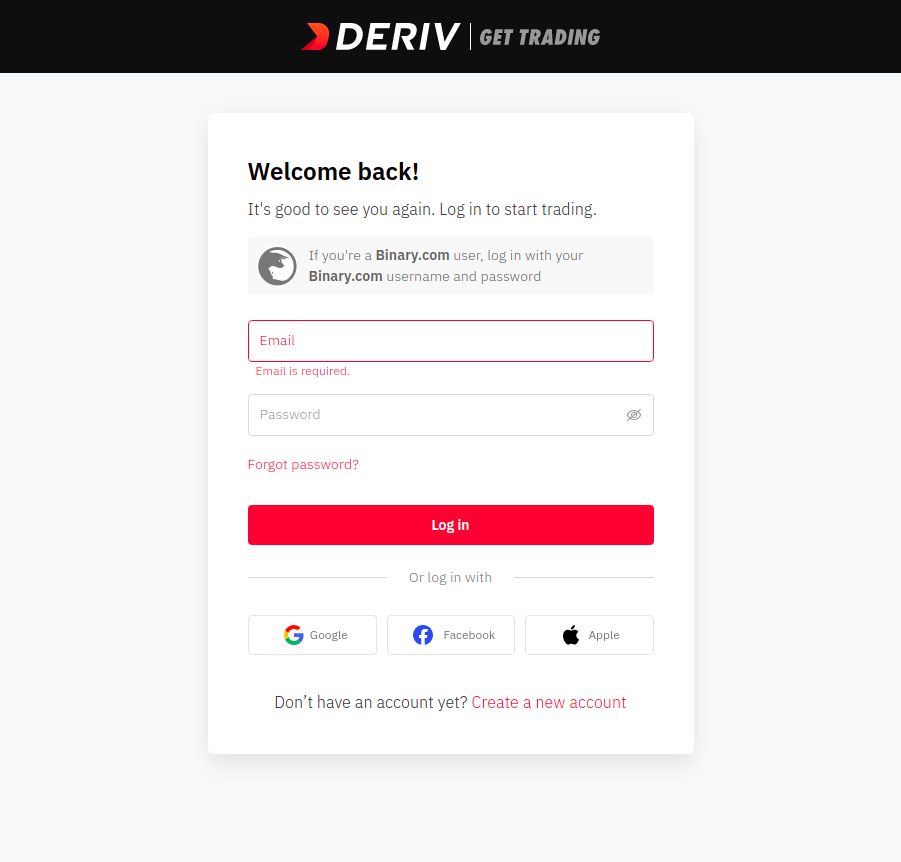 DERIV | GET TRADING
Welcome back!
It's good to see you again. Log in to start trading.
If you're a Binary.com user, log in with your
Binary.com username and password
Email
Email is required.
Password
Forgot password?
Log in
Or log in with
Google Facebook Apple
Don’t have an account yet? Create a new account